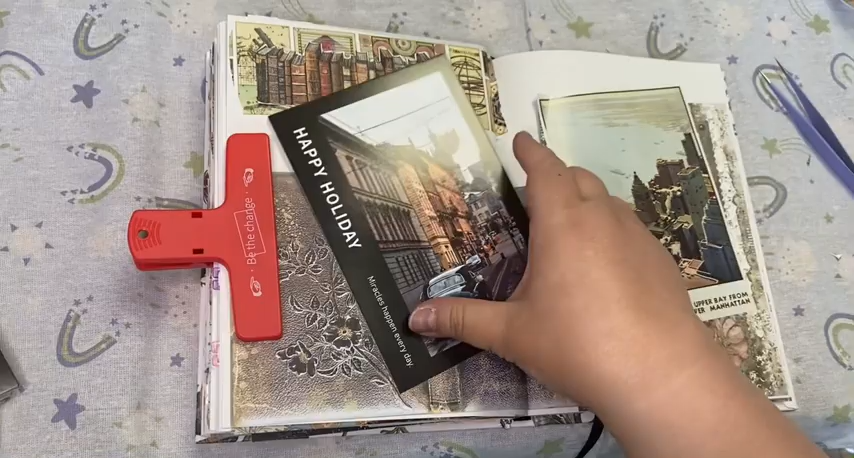 HAPPY HOLIDAY
Miracles happen every day.
· Be the change ·
UPPER BAY FROM
MANHATTAN